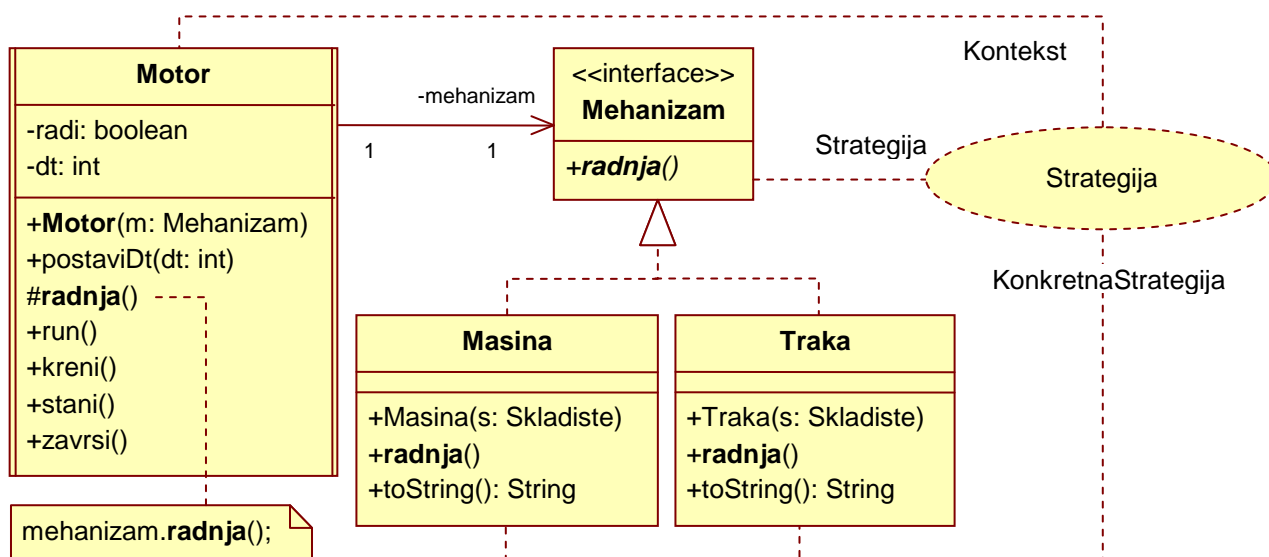 Motor
-radi: boolean
-dt: int
+Motor(m: Mehanizam)
+postaviDt(dt: int)
#radnja()
+run()
+kreni()
+stani()
+zavrsi()
mehanizam.radnja();
-mehanizam
1
1
<<interface>>
Mehanizam
+radnja()
Kontekst
Strategija
Strategija
KonkretnaStrategija
Masina
+Masina(s: Skladiste)
+radnja()
+toString(): String
Traka
+Traka(s: Skladiste)
+radnja()
+toString(): String